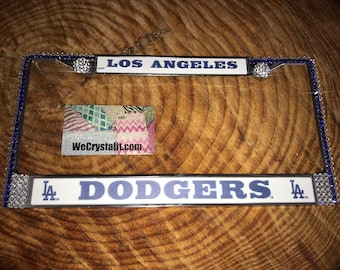 LOS ANGELES
WeCrystalIt.com
LA DODGERS LA